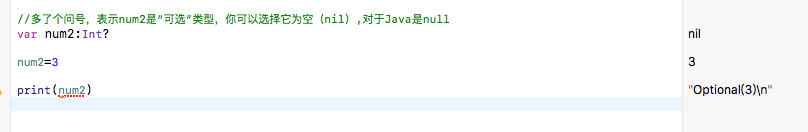 //多了个问号，表示num2是“可选”类型，你可以选择它为空（nil）,对于Java是null
var num2:Int?
nil
num2=3
3
print(num2)
"Optional(3)\n"